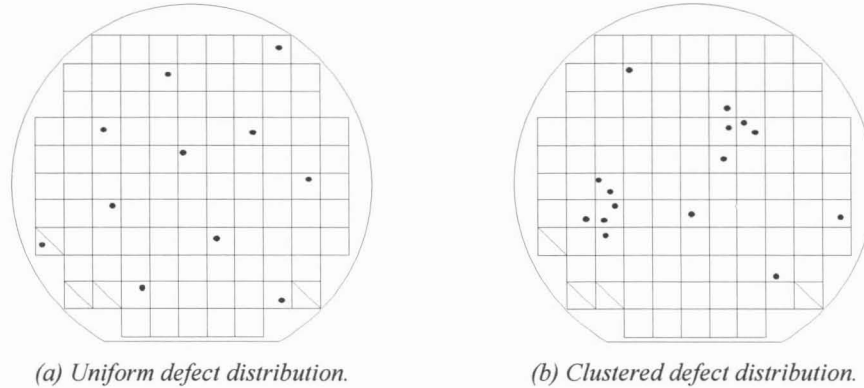 (a) Uniform defect distribution.
(b) Clustered defect distribution.